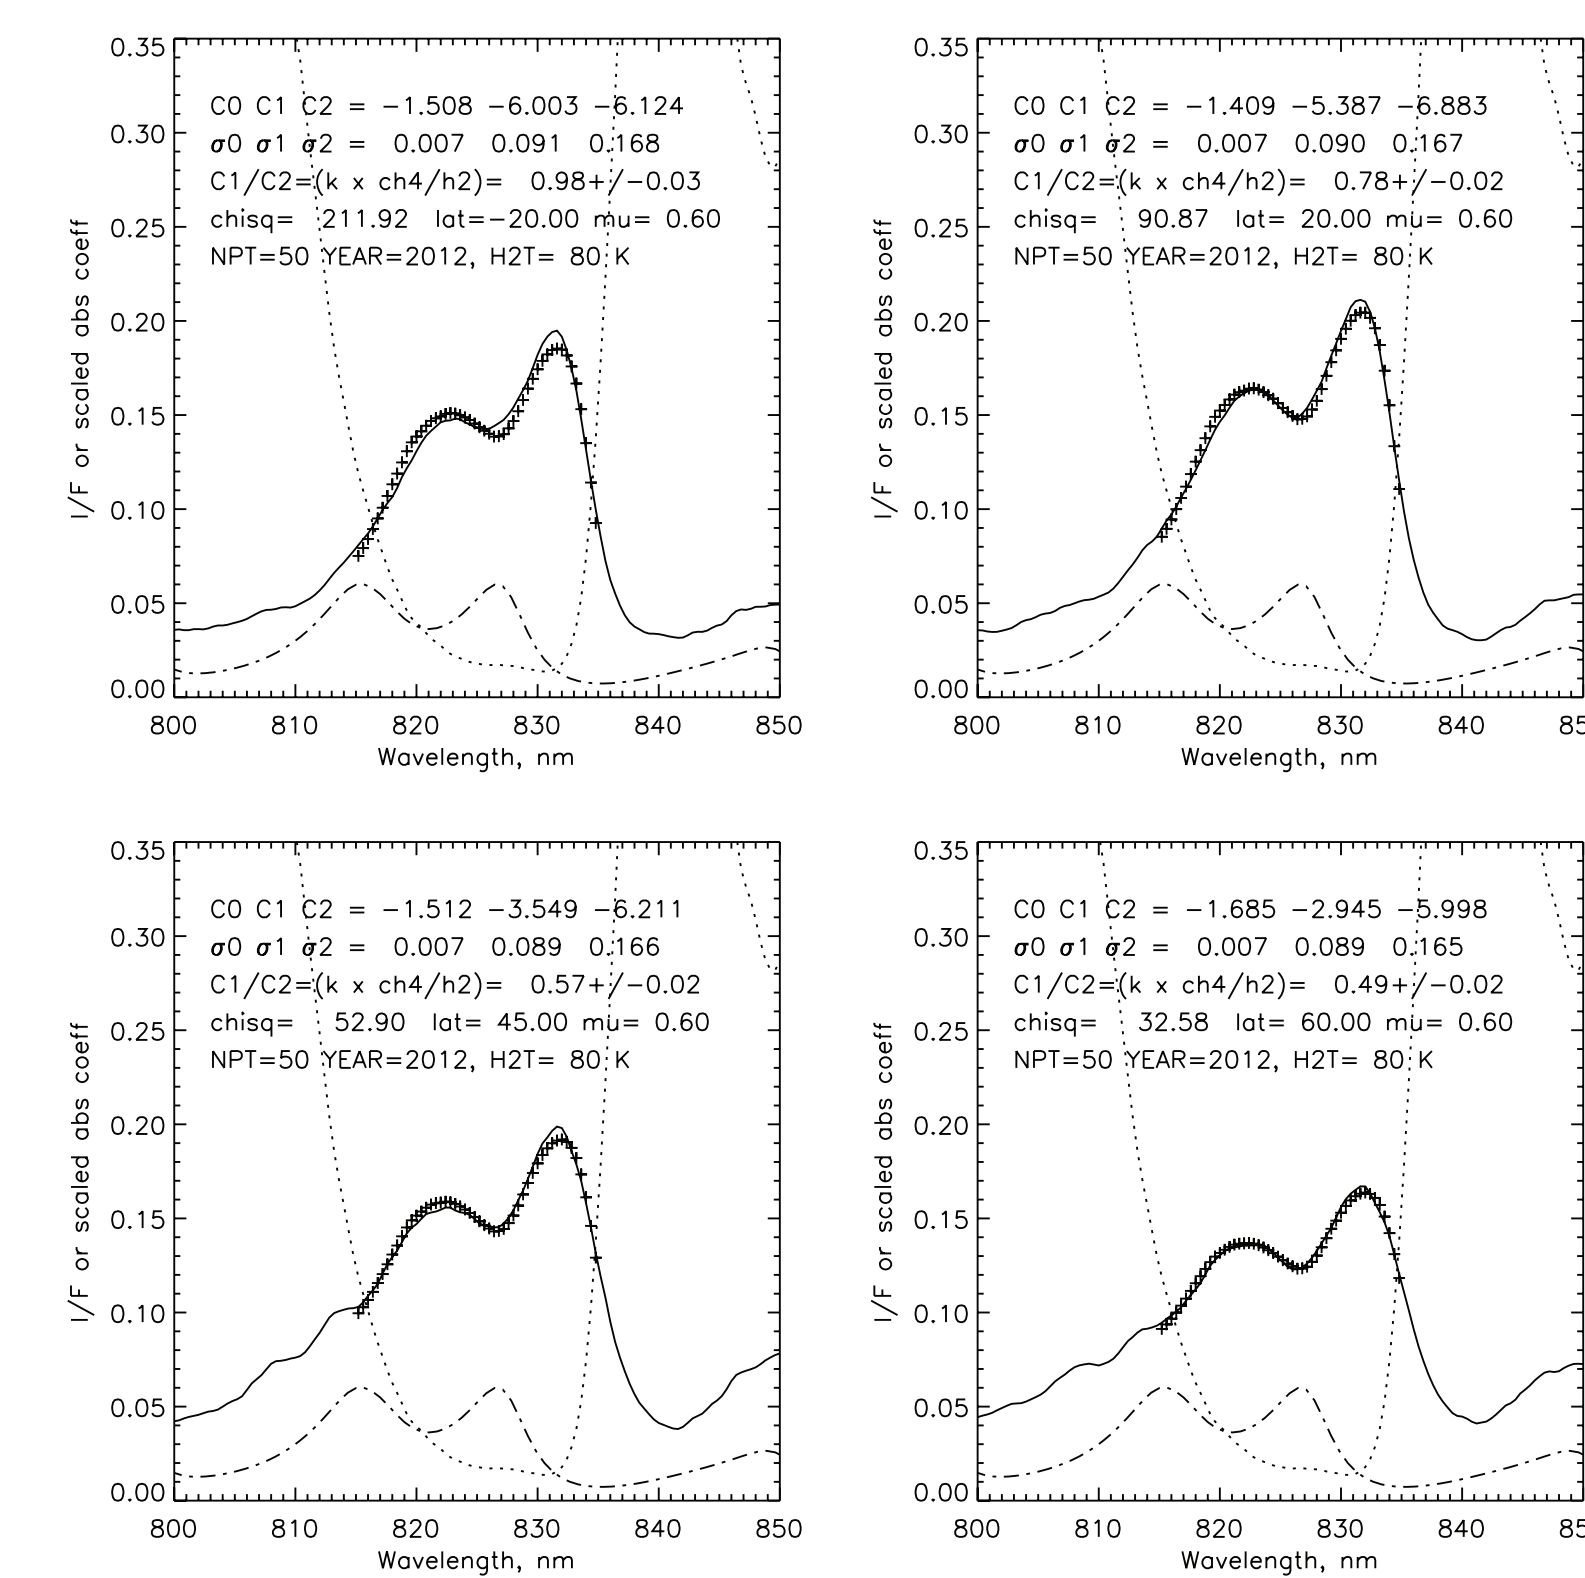 0.35
0.30
0.25
0.20
0.15
0.10
0.05
0.00
I/F or scaled abs coeff
C0 C1 C2 = −1.508 −6.003 −6.124
σ0 σ1 σ2 = 0.007 0.091 0.168
C1/C2=(k x ch4/h2)= 0.98+/−0.03
chisq= 211.92 lat=−20.00 mu= 0.60
NPT=50 YEAR=2012, H2T= 80 K
800 810 820 830 840 850
Wavelength, nm
0.35
0.30
0.25
0.20
0.15
0.10
0.05
0.00
I/F or scaled abs coeff
C0 C1 C2 = −1.409 −5.387 −6.883
σ0 σ1 σ2 = 0.007 0.090 0.167
C1/C2=(k x ch4/h2)= 0.78+/−0.02
chisq= 90.87 lat= 20.00 mu= 0.60
NPT=50 YEAR=2012, H2T= 80 K
800 810 820 830 840
Wavelength, nm
0.35
0.30
0.25
0.20
0.15
0.10
0.05
0.00
I/F or scaled abs coeff
C0 C1 C2 = −1.512 −3.549 −6.211
σ0 σ1 σ2 = 0.007 0.089 0.166
C1/C2=(k x ch4/h2)= 0.57+/−0.02
chisq= 52.90 lat= 45.00 mu= 0.60
NPT=50 YEAR=2012, H2T= 80 K
800 810 820 830 840 850
Wavelength, nm
0.35
0.30
0.25
0.20
0.15
0.10
0.05
0.00
I/F or scaled abs coeff
C0 C1 C2 = −1.685 −2.945 −5.998
σ0 σ1 σ2 = 0.007 0.089 0.165
C1/C2=(k x ch4/h2)= 0.49+/−0.02
chisq= 32.58 lat= 60.00 mu= 0.60
NPT=50 YEAR=2012, H2T= 80 K
800 810 820 830 840
Wavelength, nm